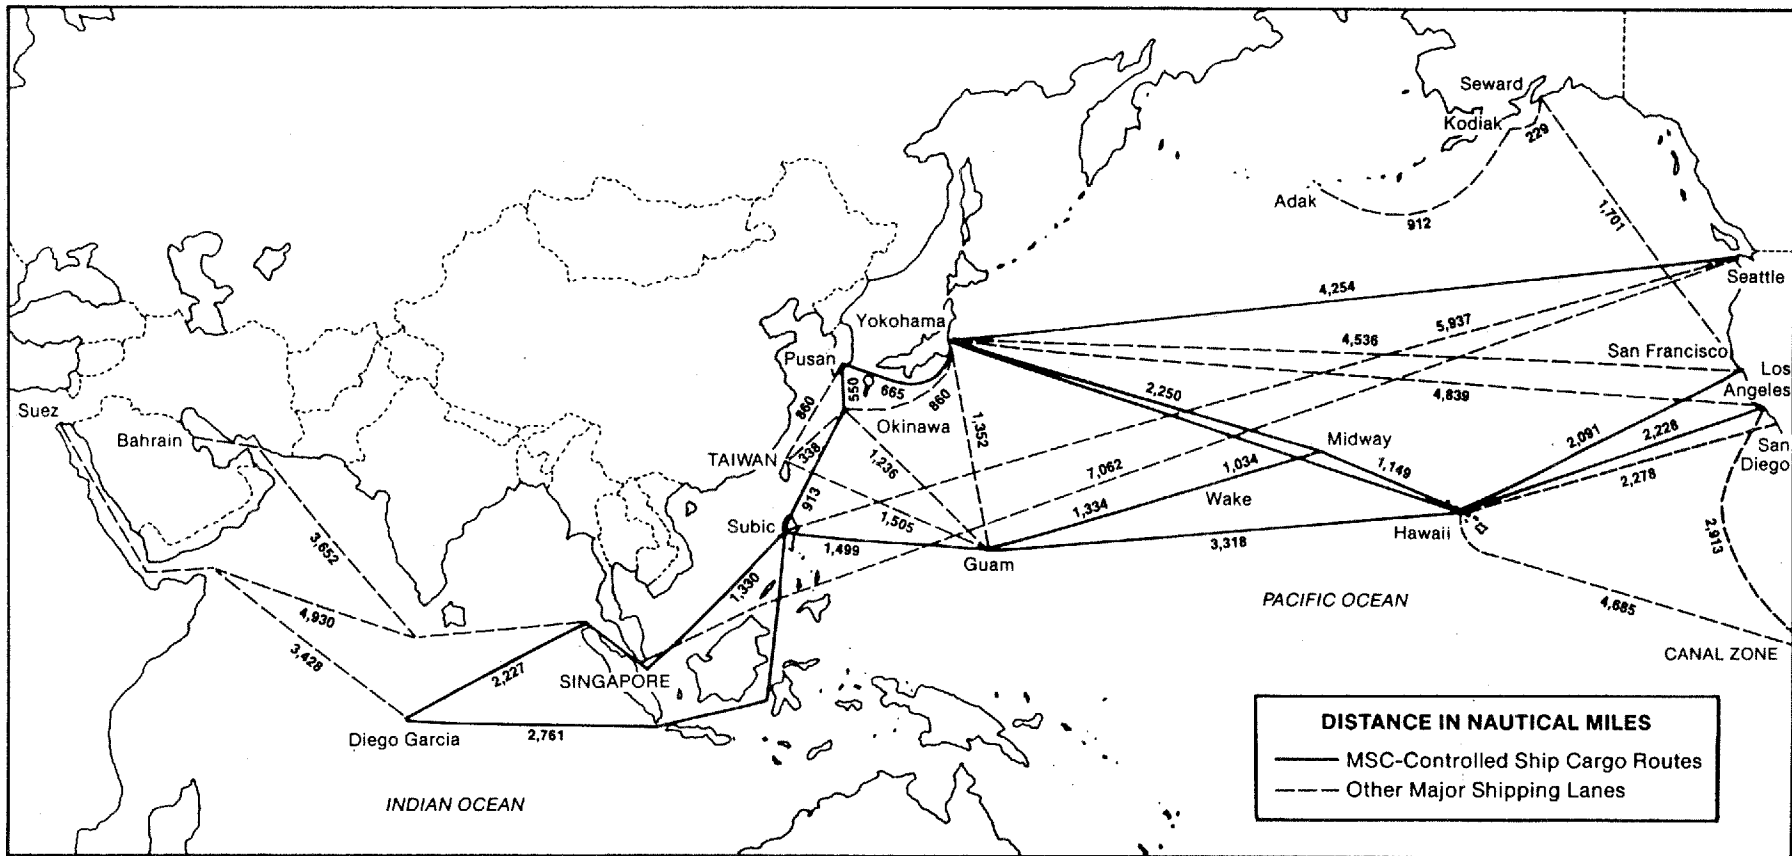 Seward
Kodiak
229
Adak
912
1,701
Seattle
4,254
Yokohama
5,937
4,536
San Francisco
Los
Angeles
Pusan
550
665
860
860
2,250
4,839
Suez
Bahrain
Okinawa
1,352
Midway
2,091
2,228
San
Diego
TAIWAN
338
1,236
7,062
1,034
1,149
2,278
913
Wake
1,334
Subic
1,505
Hawaii
2,913
3,652
1,499
Guam
3,318
1,330
PACIFIC OCEAN
4,685
4,930
3,428
CANAL ZONE
2,227
SINGAPORE
Diego Garcia
2,761
INDIAN OCEAN
DISTANCE IN NAUTICAL MILES
MSC-Controlled Ship Cargo Routes
Other Major Shipping Lanes